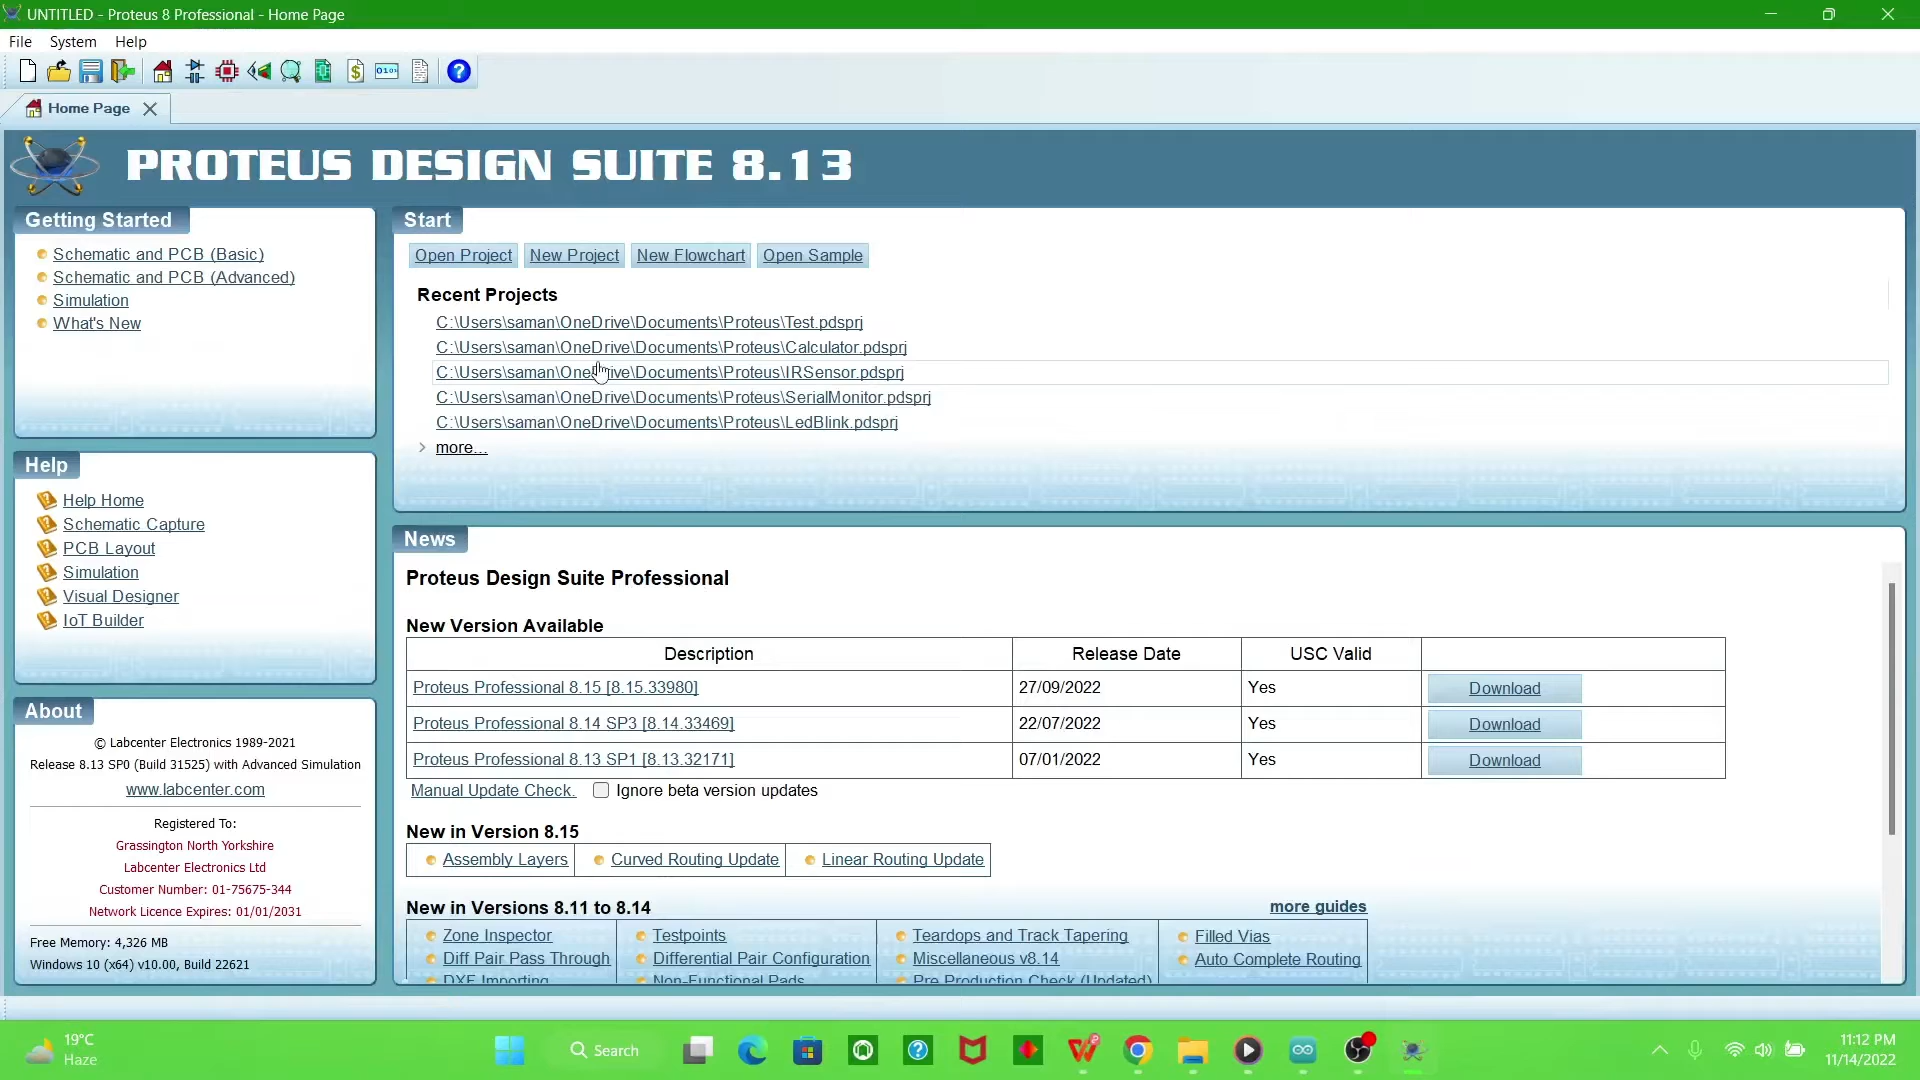 UNTITLED - Proteus 8 Professional - Home Page
File System Help
Home Page
PROTEUS DESIGN SUITE 8.13
Getting Started
Schematic and PCB (Basic)
Schematic and PCB (Advanced)
Simulation
What's New
Help
Help Home
Schematic Capture
PCB Layout
Simulation
Visual Designer
IoT Builder
About
© Labcenter Electronics 1989-2021
Release 8.13 SP0 (Build 31525) with Advanced Simulation
www.labcenter.com
Registered To:
Grassington North Yorkshire
Labcenter Electronics Ltd
Customer Number: 01-75675-344
Network Licence Expires: 01/01/2031
Free Memory: 4,326 MB
Windows 10 (x64) v10.00, Build 22621
Start
Open Project New Project New Flowchart Open Sample
Recent Projects
C:\Users\saman\OneDrive\Documents\Proteus\Test.pdsprj
C:\Users\saman\OneDrive\Documents\Proteus\Calculator.pdsprj
C:\Users\saman\OneDrive\Documents\Proteus\IRSensor.pdsprj
C:\Users\saman\OneDrive\Documents\Proteus\SerialMonitor.pdsprj
C:\Users\saman\OneDrive\Documents\Proteus\LedBlink.pdsprj
more...
News
Proteus Design Suite Professional
New Version Available
Description Release Date USC Valid
Proteus Professional 8.15 [8.15.33980] 27/09/2022 Yes Download
Proteus Professional 8.14 SP3 [8.14.33469] 22/07/2022 Yes Download
Proteus Professional 8.13 SP1 [8.13.32171] 07/01/2022 Yes Download
Manual Update Check. Ignore beta version updates
New in Version 8.15
Assembly Layers Curved Routing Update Linear Routing Update
New in Versions 8.11 to 8.14 more guides
Zone Inspector Testpoints Teardops and Track Tapering Filled Vias
Diff Pair Pass Through Differential Pair Configuration Miscellaneous v8.14 Auto Complete Routing
DXF Importing Non-Functional Pads Pre Production Check (Updated)
19°C
Haze
Search
11:12 PM
11/14/2022